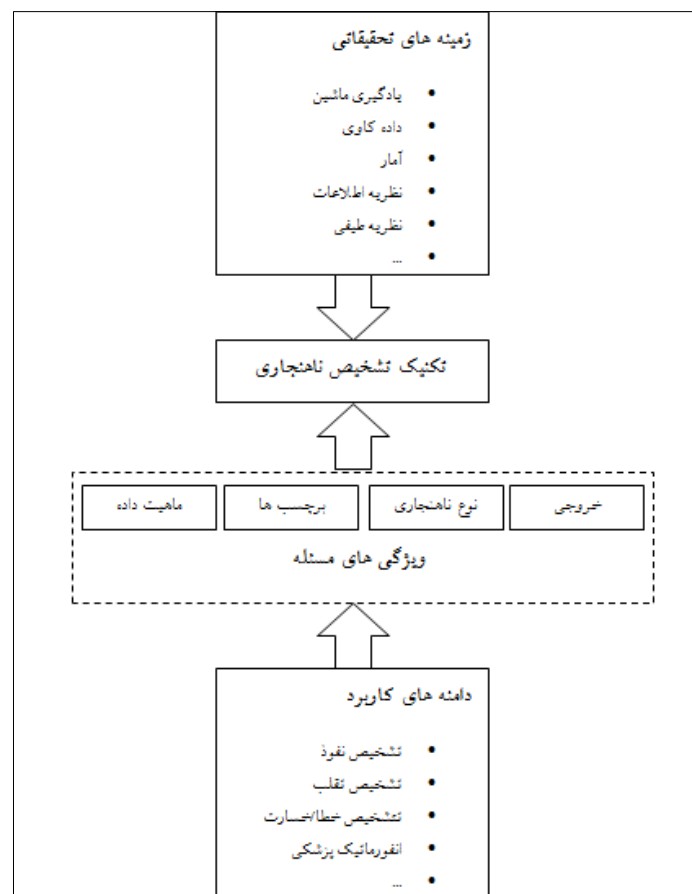 زمینه های تحقیقاتی
• یادگیری ماشین
• داده کاوی
• آمار
• نظریه اطلاعات
• نظریه طیفی
• ...
تکنیک تشخیص ناهنجاری
خروجی
نوع ناهنجاری
برچسب ها
ماهیت داده
ویژگی های مسئله
دامنه های کاربرد
• تشخیص نفوذ
• تشخیص تقلب
• تتشخیص خطا/خسارت
• انفورماتیک پزشکی
• ...